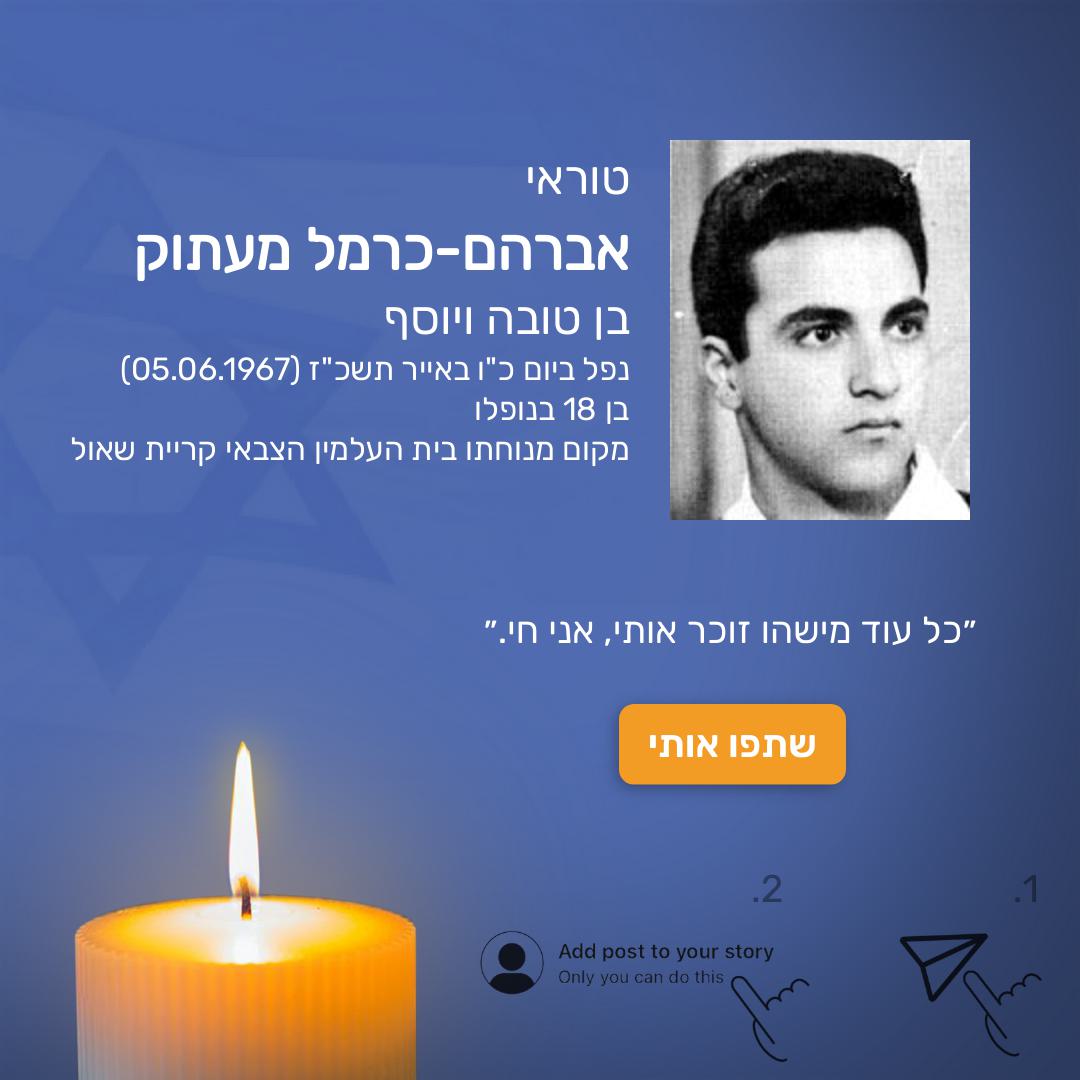 טוראי
אברהם-כרמל מעתוק
בן טובה ויוסף
נפל ביום כ"ו באייר תשכ"ז (05.06.1967)
בן 18 בנופלו
מקום מנוחתו בית העלמין הצבאי קריית שאול
״כל עוד מישהו זוכר אותי, אני חי.״
שתפו אותי
1.
2.
Add post to your story
Only you can do this